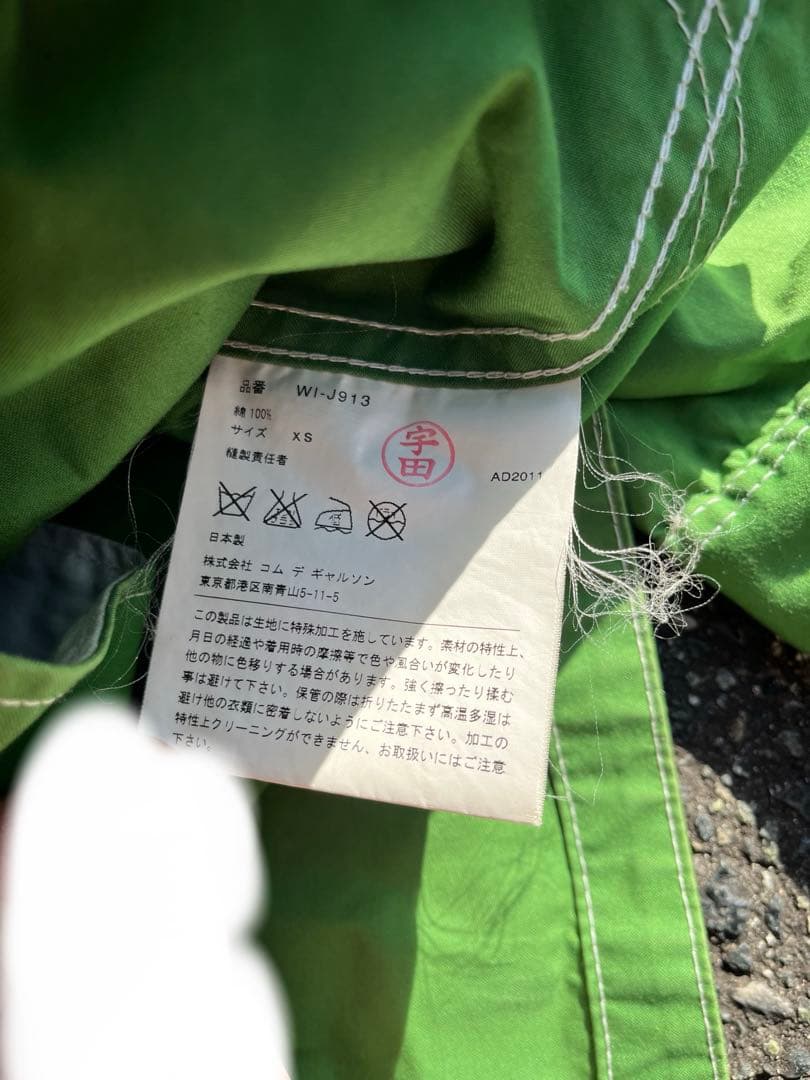 品番 WI-J913
綿 100%
サイズ XS
縫製責任者 宇田 AD2011
日本製
株式会社 コム デ ギャルソン
東京都港区南青山5-11-5
この製品は生地に特殊加工を施しています。素材の特性上、
月日の経過や着用時の摩擦等で色や風合いが変化したり
他の物に色移りする場合があります。強く擦ったり揉む
事は避けて下さい。保管の際は折りたたまず高温多湿は
避け他の衣類に密着しないようにご注意下さい。加工の
特性上クリーニングができません、お取扱いにはご注意
下さい。